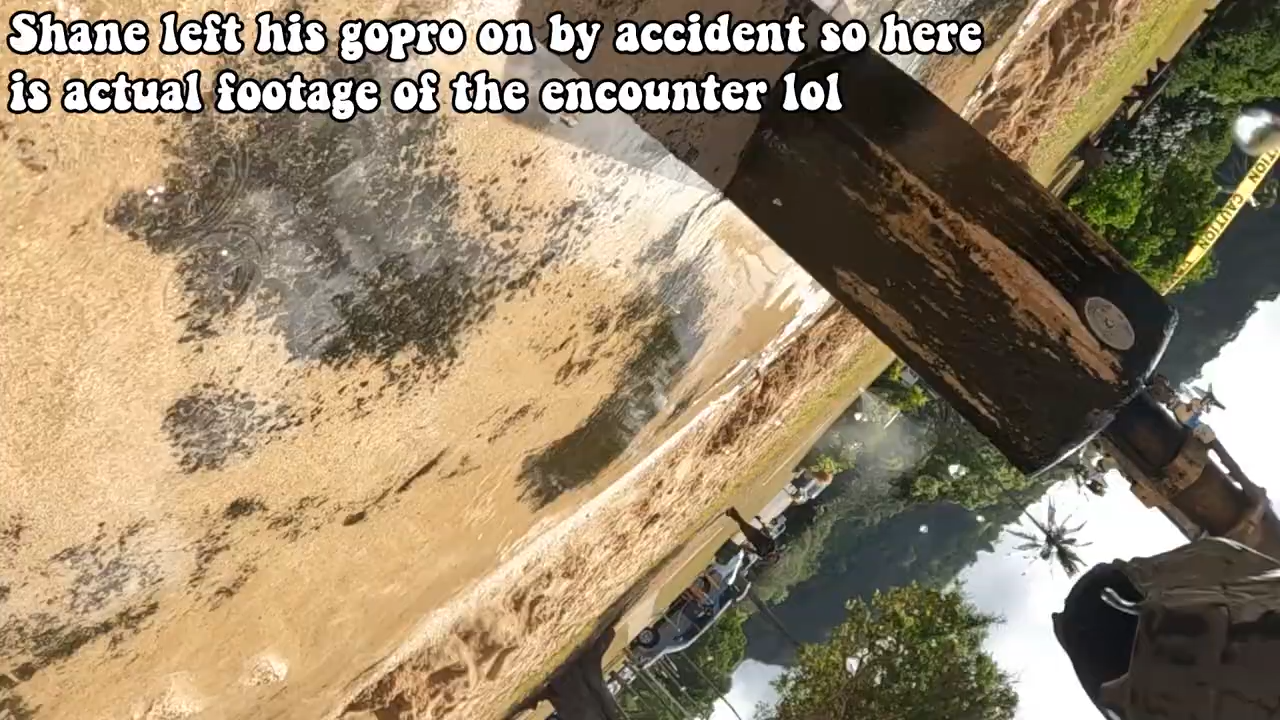 Shane left his gopro on by accident so here
is actual footage of the encounter lol
CAUTION